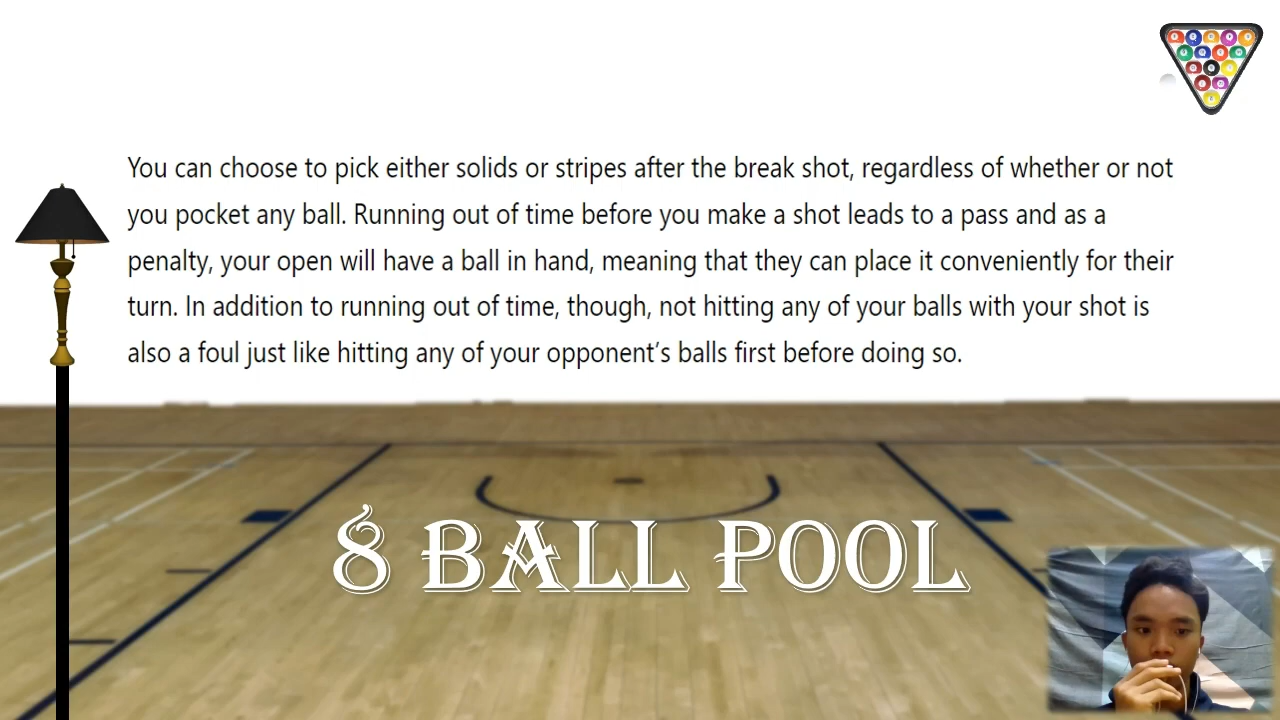 You can choose to pick either solids or stripes after the break shot, regardless of whether or not
you pocket any ball. Running out of time before you make a shot leads to a pass and as a
penalty, your open will have a ball in hand, meaning that they can place it conveniently for their
turn. In addition to running out of time, though, not hitting any of your balls with your shot is
also a foul just like hitting any of your opponent’s balls first before doing so.
8 BALL POOL